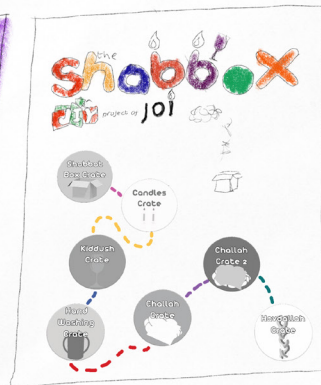 the
shabbox
project of JOI
Shabbat
Box Crate
Candles
Crate
Kiddush
Crate
Challah
Crate 2
Hand
Washing
Crate
Challah
Crate
Havdallah
Crate